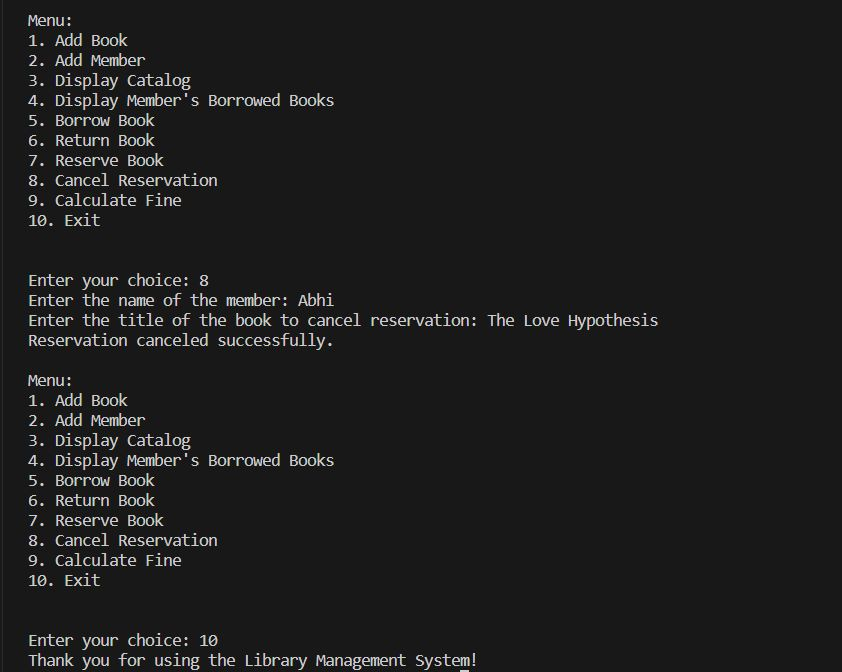 Menu:
1. Add Book
2. Add Member
3. Display Catalog
4. Display Member's Borrowed Books
5. Borrow Book
6. Return Book
7. Reserve Book
8. Cancel Reservation
9. Calculate Fine
10. Exit
Enter your choice: 8
Enter the name of the member: Abhi
Enter the title of the book to cancel reservation: The Love Hypothesis
Reservation canceled successfully.
Menu:
1. Add Book
2. Add Member
3. Display Catalog
4. Display Member's Borrowed Books
5. Borrow Book
6. Return Book
7. Reserve Book
8. Cancel Reservation
9. Calculate Fine
10. Exit
Enter your choice: 10
Thank you for using the Library Management System!